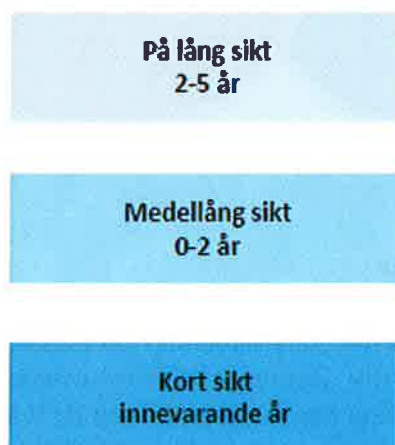 På lång sikt
2-5 år
Medellång sikt
0-2 år
Kort sikt
innevarande år